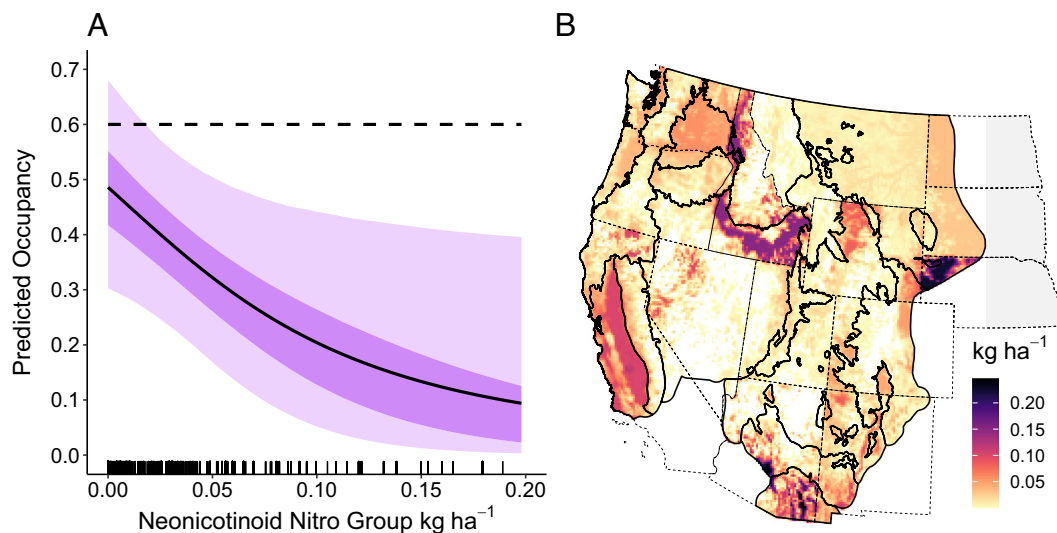 A
0.7
0.6
0.5
0.4
0.3
0.2
0.1
0.0
Predicted Occupancy
0.00 0.05 0.10 0.15 0.20
Neonicotinoid Nitro Group kg ha⁻¹
B
kg ha⁻¹
0.20
0.15
0.10
0.05